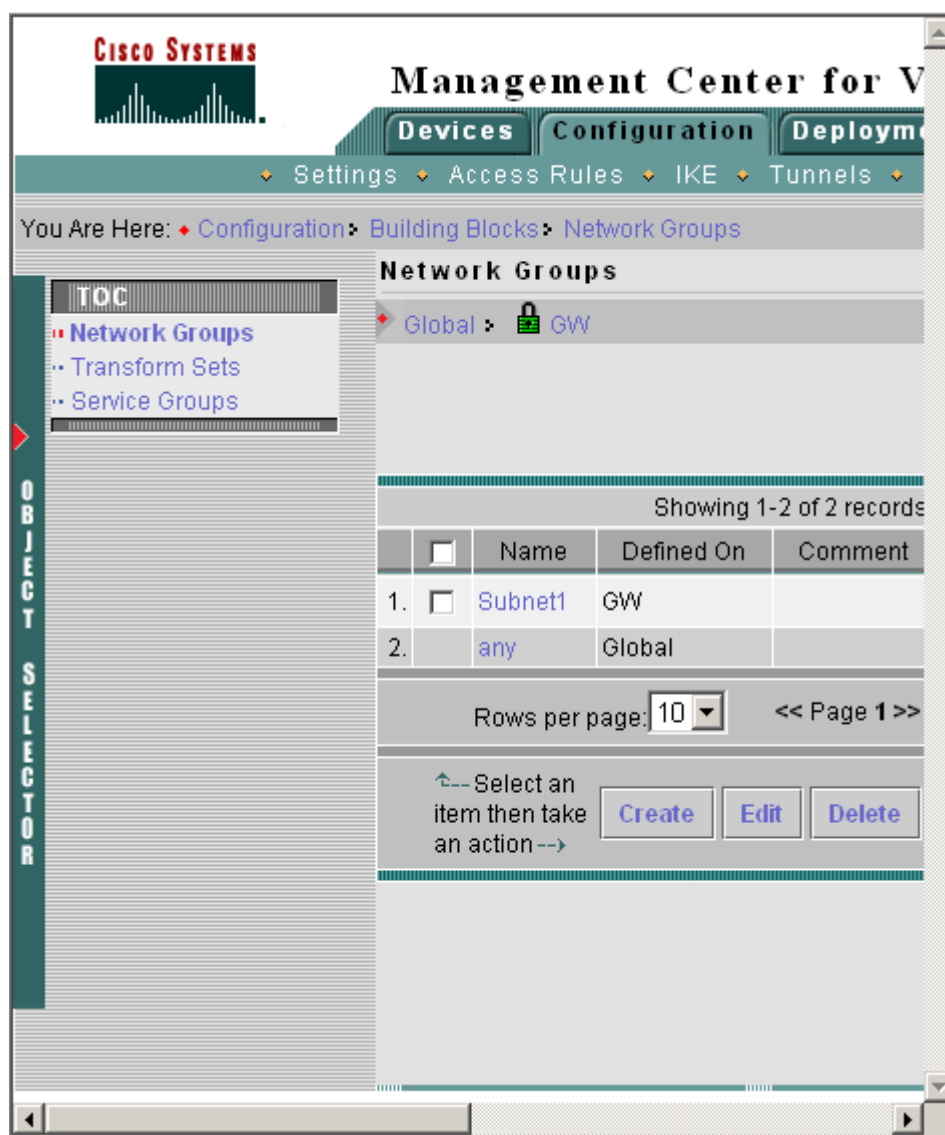 CISCO SYSTEMS
Management Center for V
Devices Configuration Deployme
Settings Access Rules IKE Tunnels
You Are Here: Configuration Building Blocks Network Groups
Network Groups
TOC
Network Groups
Transform Sets
Service Groups
OBJECT SELECTOR
Global GW
Showing 1-2 of 2 records
Name Defined On Comment
1. Subnet1 GW
2. any Global
Rows per page: 10 << Page 1 >>
Select an
item then take
an action -->
Create Edit Delete